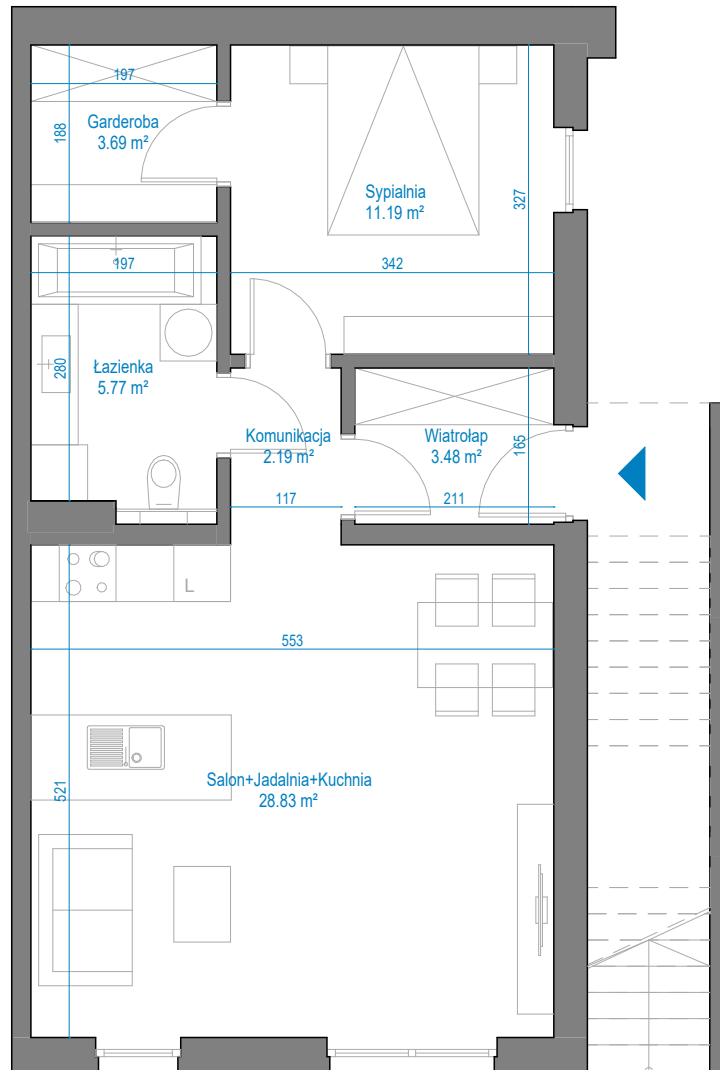 197
Garderoba
3.69 m²
188
Sypialnia
11.19 m²
327
197
342
Łazienka
5.77 m²
280
Komunikacja
2.19 m²
Wiatrołap
3.48 m²
165
117
211
L
553
Salon+Jadalnia+Kuchnia
28.83 m²
521